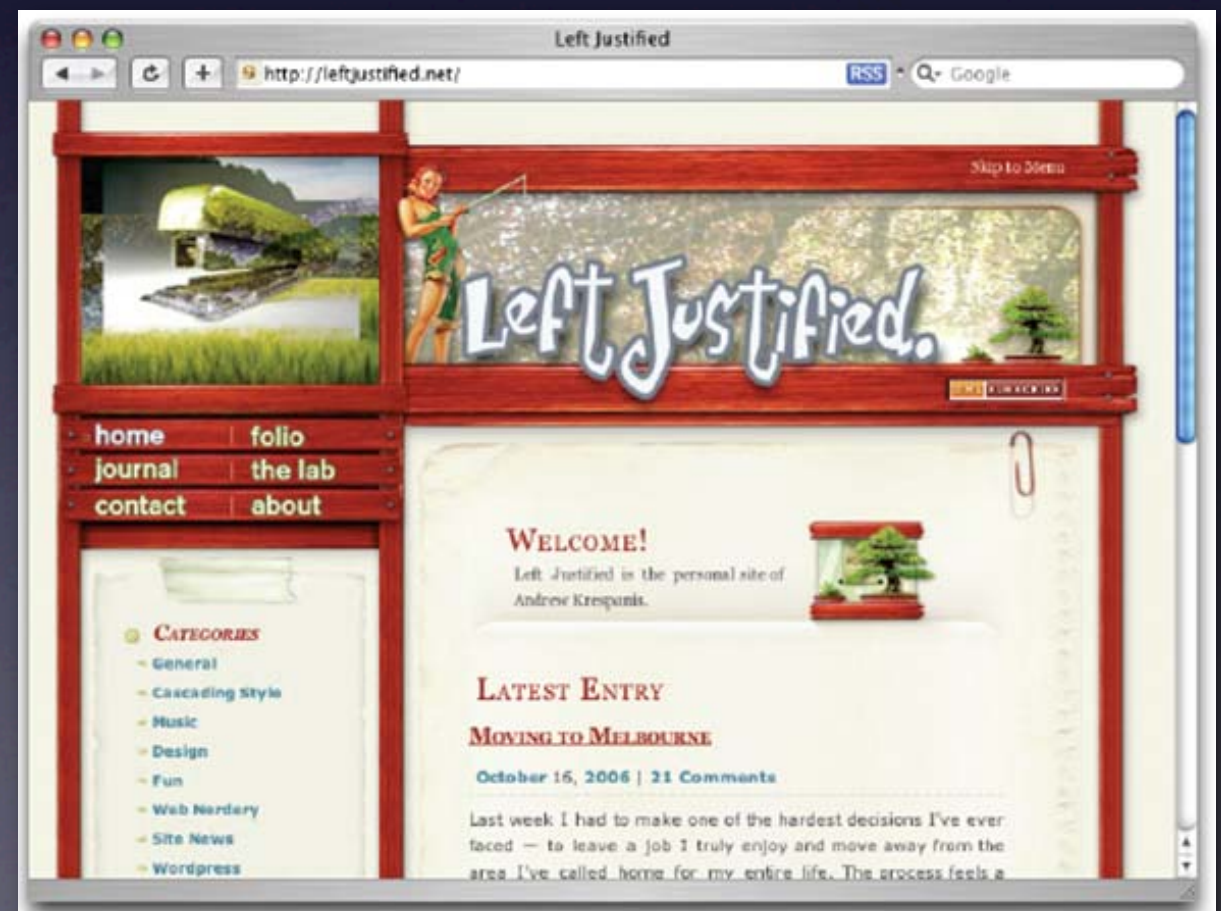 Left Justified
http://leftjustified.net/
RSS
Google
Skip to Menu
Left Justified.
home
folio
journal
the lab
contact
about
WELCOME!
Left Justified is the personal site of
Andrew Krespanis.
CATEGORIES
General
Cascading Style
Music
Design
Fun
Web Nerdery
Site News
Wordpress
LATEST ENTRY
MOVING TO MELBOURNE
October 16, 2006 | 21 Comments
Last week I had to make one of the hardest decisions I've ever
faced — to leave a job I truly enjoy and move away from the
area I've called home for my entire life. The process feels a